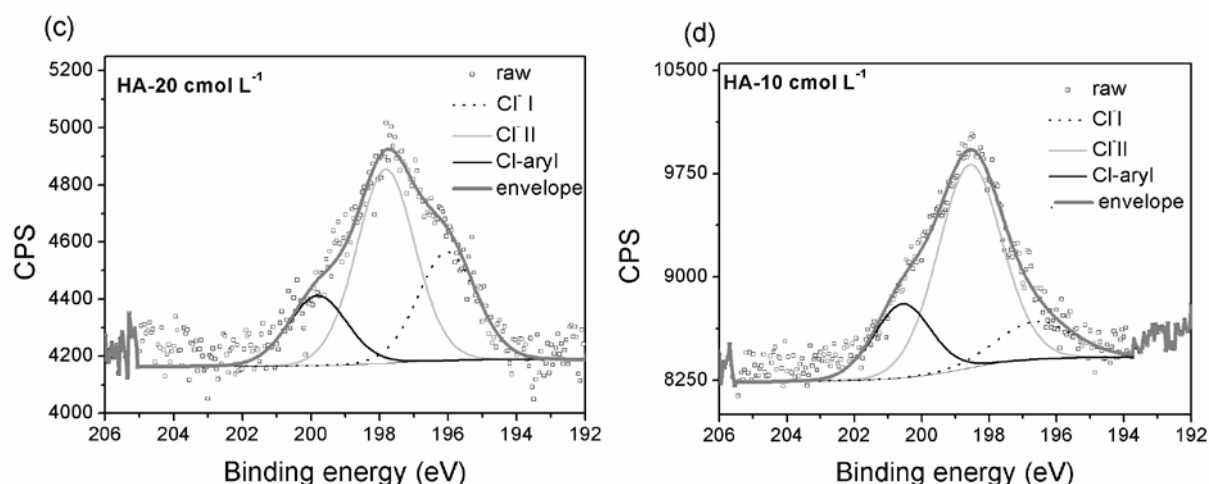 (c)
HA-20 cmol L⁻¹
raw
Cl⁻ I
Cl⁻ II
Cl-aryl
envelope
5200
5000
4800
4600
4400
4200
4000
CPS
206 204 202 200 198 196 194 192
Binding energy (eV)
(d)
HA-10 cmol L⁻¹
raw
Cl⁻I
Cl⁻II
Cl-aryl
envelope
10500
9750
9000
8250
CPS
206 204 202 200 198 196 194 192
Binding energy (eV)